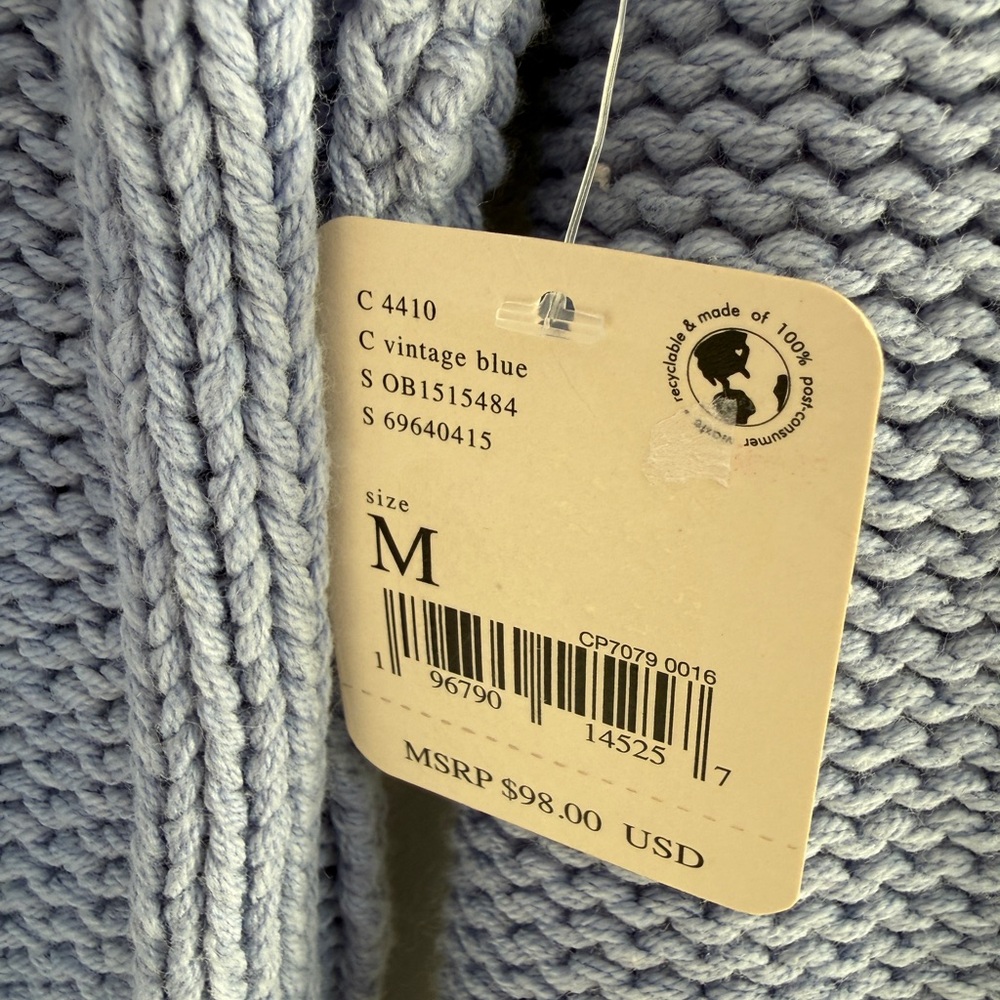 C 4410
C vintage blue
S OB1515484
S 69640415
recyclable & made of 100% post-consumer waste
size
M
CP7079 0016
1 96790 14525 7
MSRP $98.00 USD